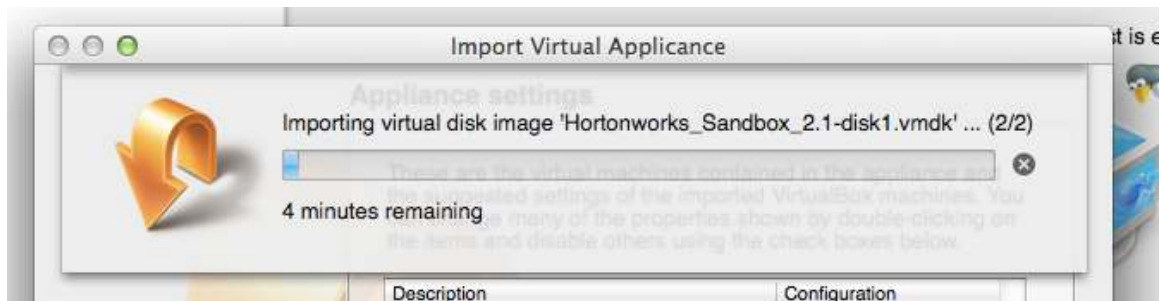 Import Virtual Applicance
st is e
Appliance settings
Importing virtual disk image 'Hortonworks_Sandbox_2.1-disk1.vmdk' ... (2/2)
These are the virtual machines contained in the appliance and
the suggested settings of the imported VirtualBox machines. You
many of the properties shown by double-clicking on
4 minutes remaining
the items and disable others using the check boxes below.
Description Configuration